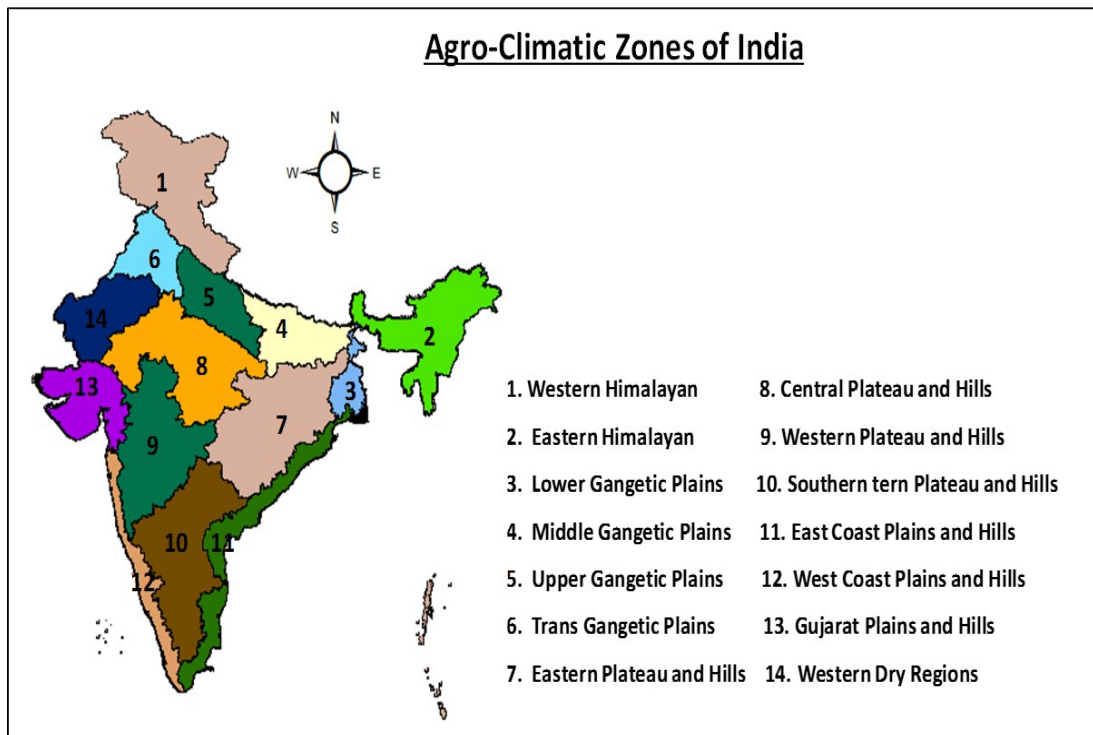 Agro-Climatic Zones of India
N
W
E
S
1
6
5
14
4
2
8
13
3
7
9
10
11
12
1. Western Himalayan
2. Eastern Himalayan
3. Lower Gangetic Plains
4. Middle Gangetic Plains
5. Upper Gangetic Plains
6. Trans Gangetic Plains
7. Eastern Plateau and Hills
8. Central Plateau and Hills
9. Western Plateau and Hills
10. Southern tern Plateau and Hills
11. East Coast Plains and Hills
12. West Coast Plains and Hills
13. Gujarat Plains and Hills
14. Western Dry Regions